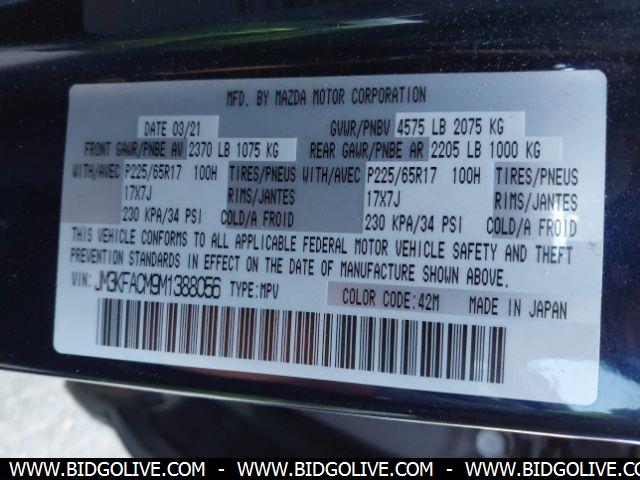 MFD. BY MAZDA MOTOR CORPORATION
DATE 03/21 GVWR/PNBV 4575 LB 2075 KG
FRONT GAWR/PNBE AV 2370 LB 1075 KG REAR GAWR/PNBE AR 2205 LB 1000 KG
WITH/AVEC P225/65R17 100H TIRES/PNEUS WITH/AVEC P225/65R17 100H TIRES/PNEUS
17X7J RIMS/JANTES 17X7J RIMS/JANTES
230 KPA/34 PSI COLD/A FROID 230 KPA/34 PSI COLD/A FROID
THIS VEHICLE CONFORMS TO ALL APPLICABLE FEDERAL MOTOR VEHICLE SAFETY AND THEFT
PREVENTION STANDARDS IN EFFECT ON THE DATE OF MANUFACTURE SHOWN ABOVE.
VIN: JM3KFACM9M1388056 TYPE:MPV COLOR CODE:42M MADE IN JAPAN
WWW.BIDGOLIVE.COM - WWW.BIDGOLIVE.COM - WWW.BIDGOLIVE.COM